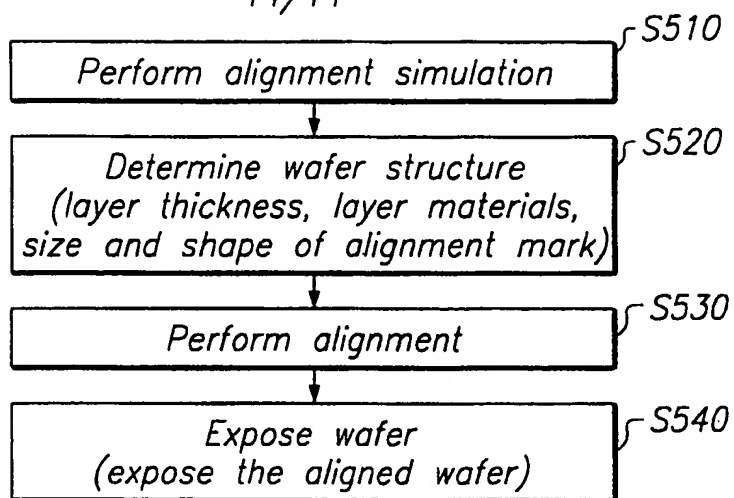 S510
Perform alignment simulation
S520
Determine wafer structure
(layer thickness, layer materials,
size and shape of alignment mark)
S530
Perform alignment
S540
Expose wafer
(expose the aligned wafer)